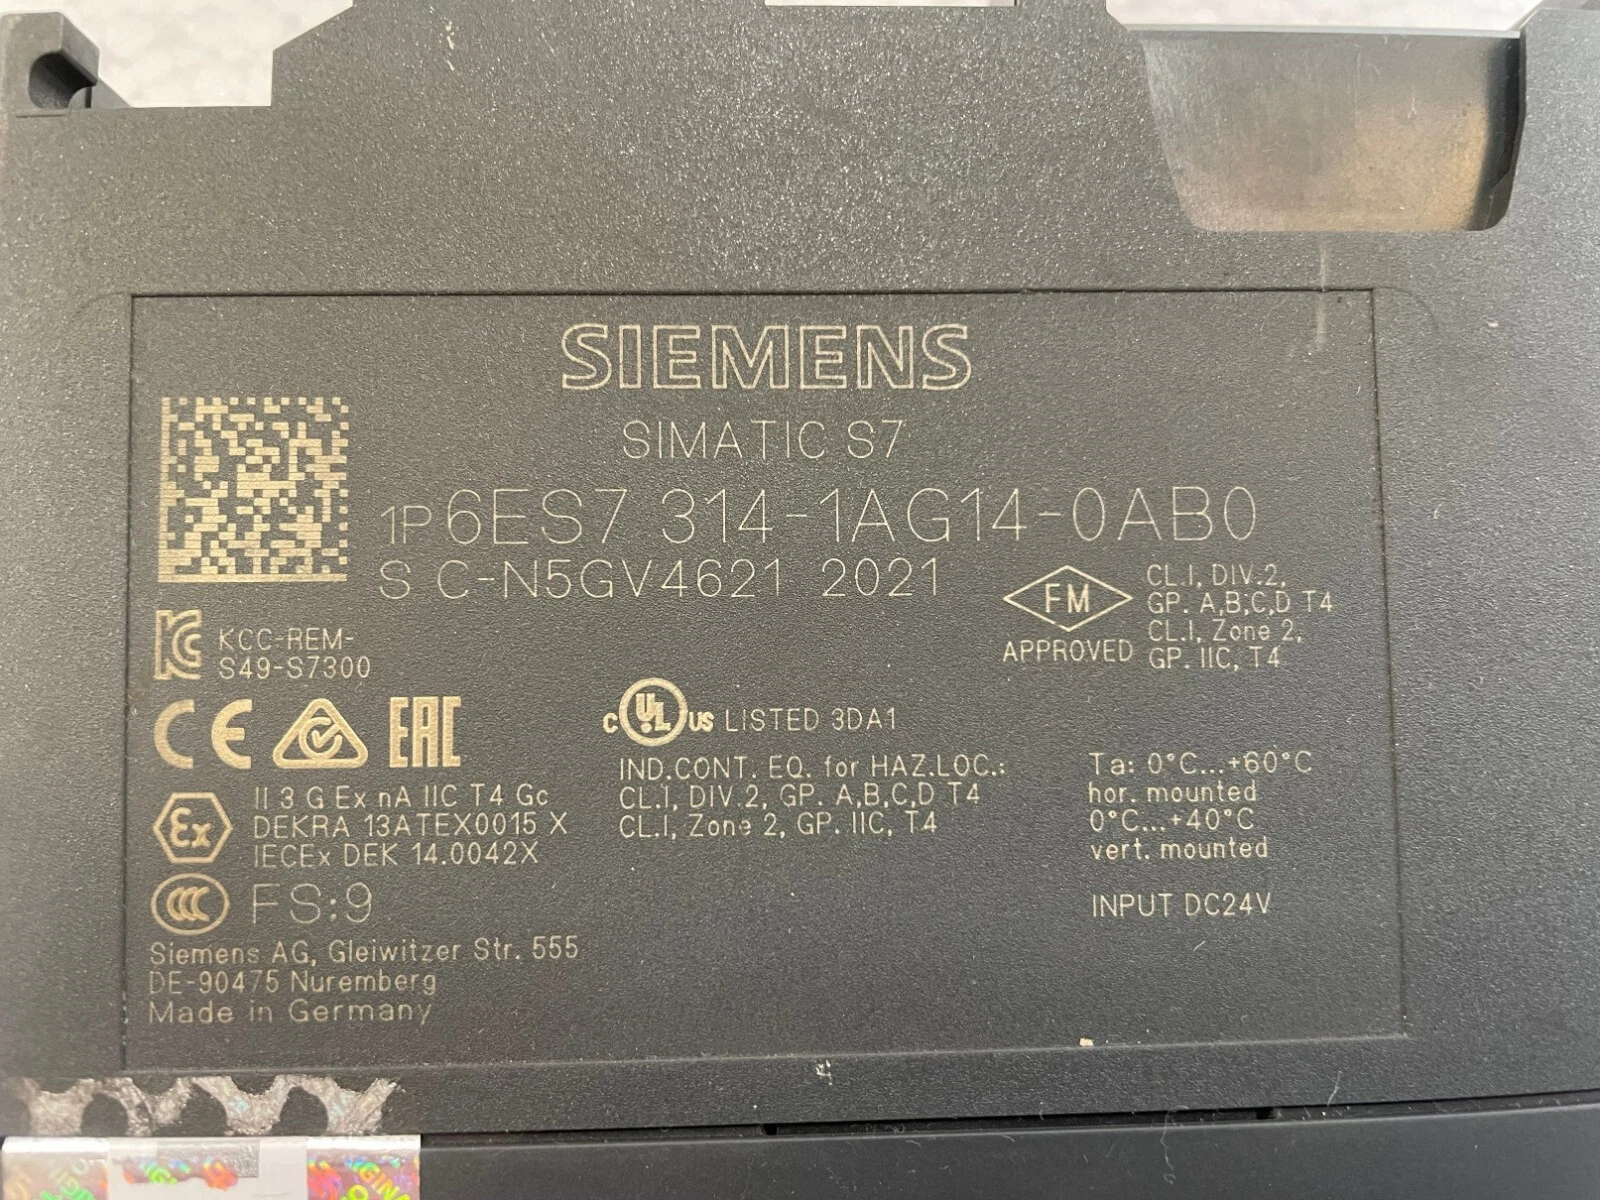 SIEMENS
SIMATIC S7
1P 6ES7 314-1AG14-0AB0
S C-N5GV4621 2021
FM
APPROVED
CL.I, DIV.2,
GP. A,B,C,D T4
CL.I, Zone 2,
GP. IIC, T4
KCC-REM-
S49-S7300
CE
EAC
C UL US LISTED 3DA1
IND.CONT. EQ. for HAZ.LOC.:
CL.I, DIV.2, GP. A,B,C,D T4
CL.I, Zone 2, GP. IIC, T4
Ta: 0°C...+60°C
hor. mounted
0°C...+40°C
vert. mounted
INPUT DC24V
Ex
II 3 G Ex nA IIC T4 Gc
DEKRA 13ATEX0015 X
IECEx DEK 14.0042X
CCC
FS:9
Siemens AG, Gleiwitzer Str. 555
DE-90475 Nuremberg
Made in Germany